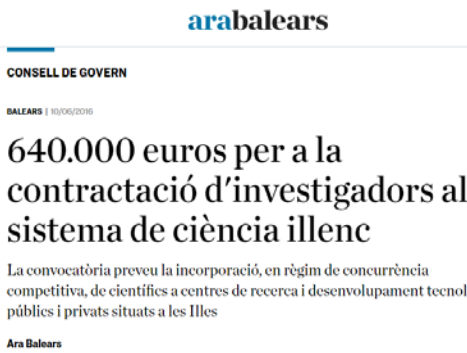 arabalears
CONSELL DE GOVERN
BALEARS | 10/06/2016
640.000 euros per a la
contractació d'investigadors al
sistema de ciència illenc
La convocatòria preveu la incorporació, en règim de concurrència
competitiva, de científics a centres de recerca i desenvolupament tecnol
públics i privats situats a les Illes
Ara Balears